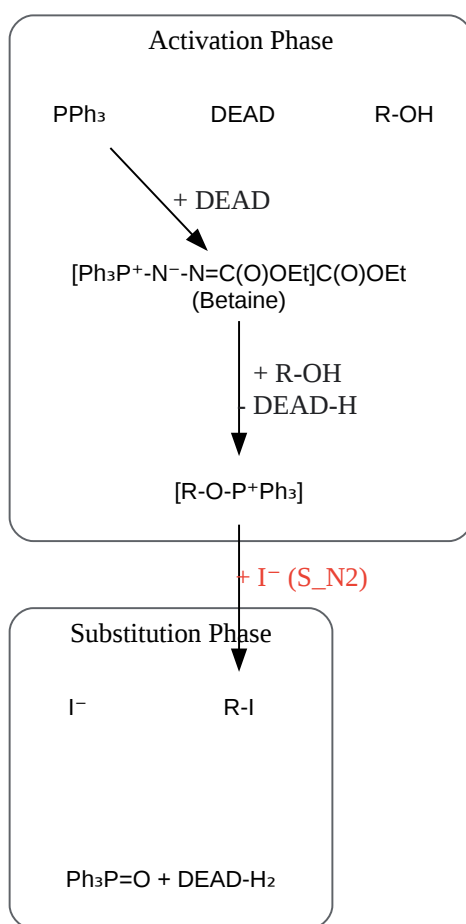 Activation Phase
PPh₃ DEAD R-OH
+ DEAD
[Ph₃P⁺-N⁻-N=C(O)OEt]C(O)OEt
(Betaine)
+ R-OH
- DEAD-H
[R-O-P⁺Ph₃]
+ I⁻ (S_N2)
Substitution Phase
I⁻ R-I
Ph₃P=O + DEAD-H₂